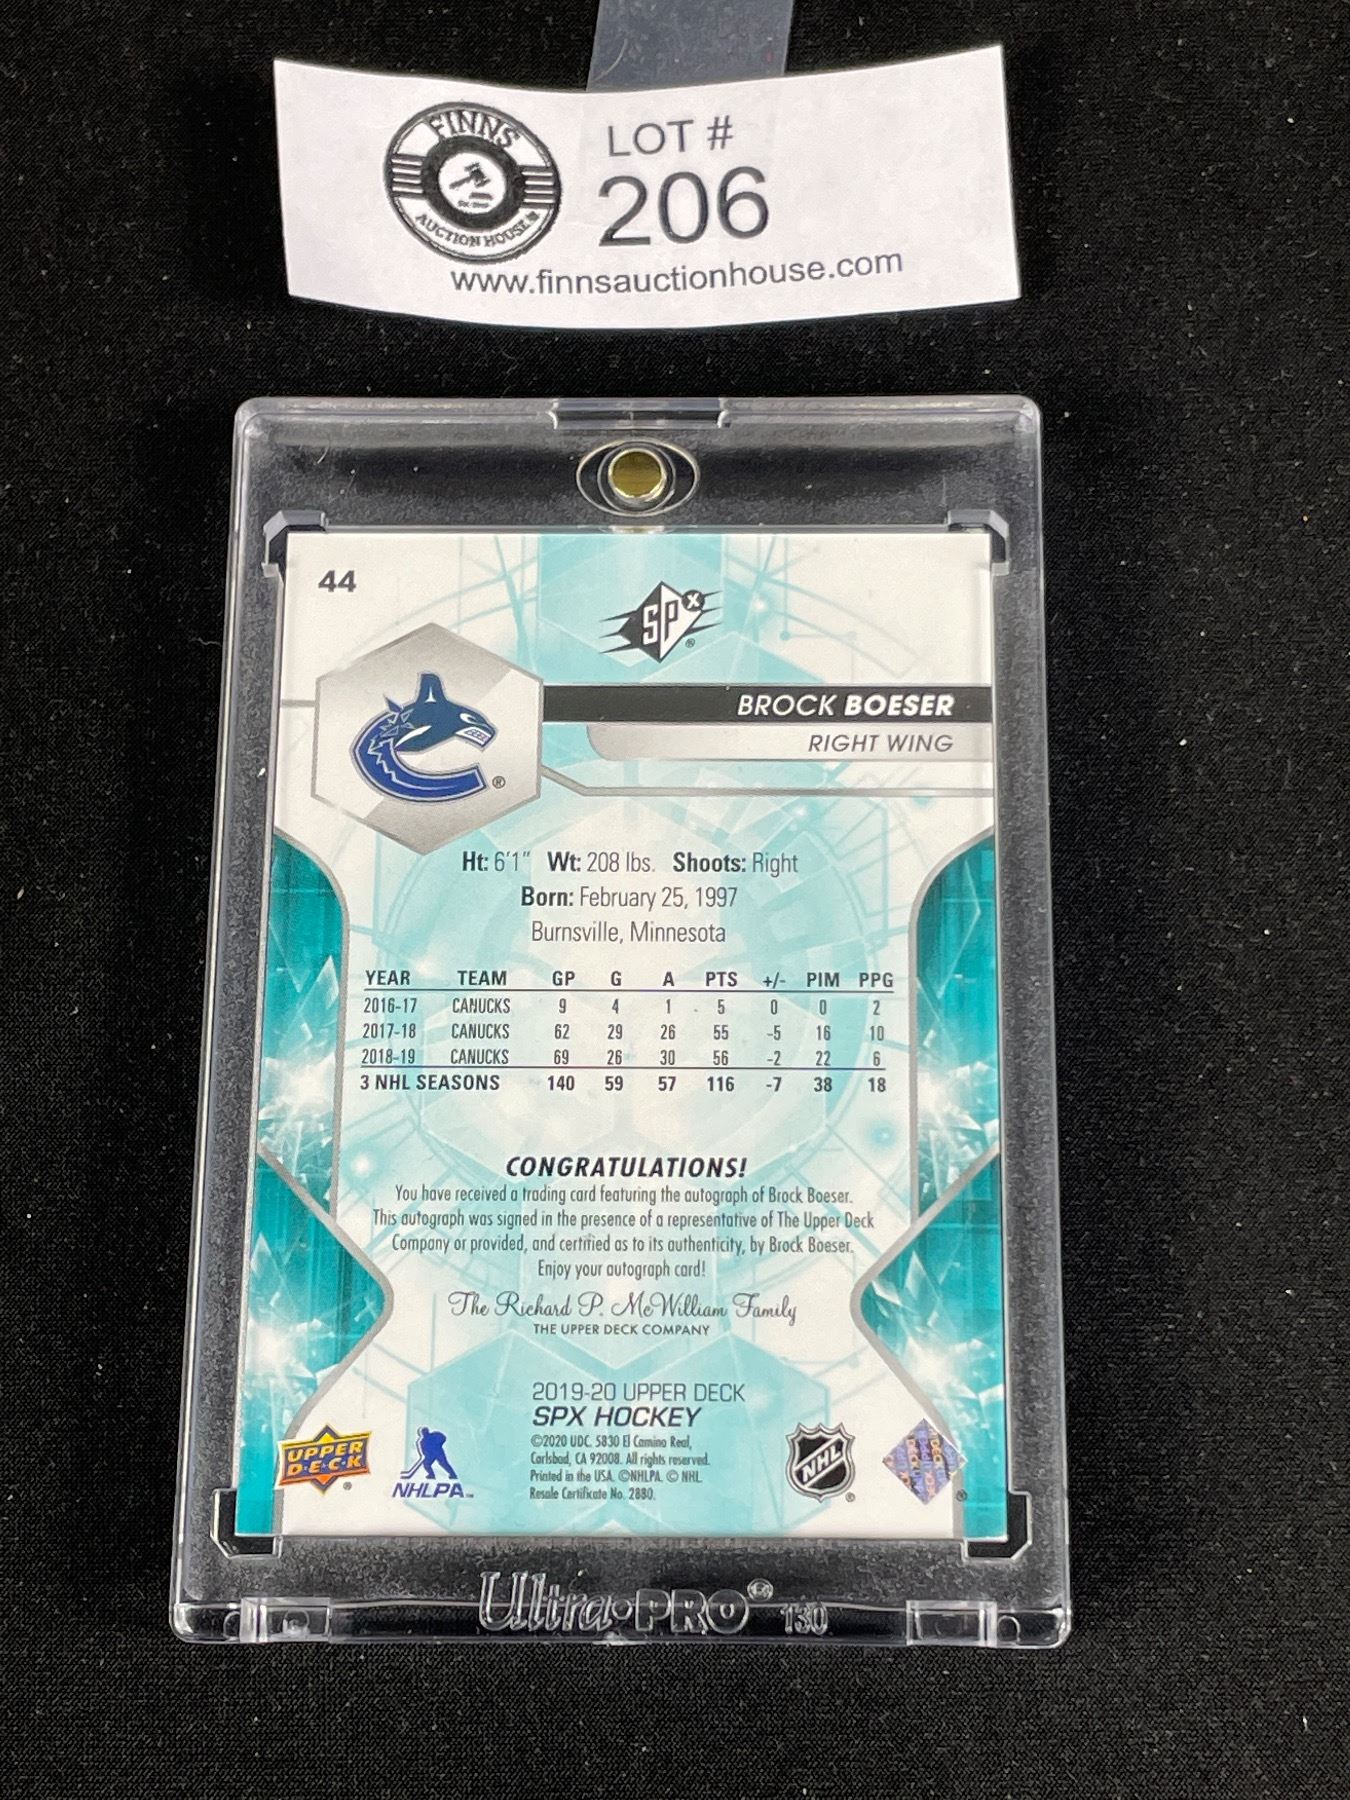 FINNS
AUCTION HOUSE
LOT #
206
www.finnsauctionhouse.com
44
SPx®
BROCK BOESER
RIGHT WING
®
Ht: 6'1" Wt: 208 lbs. Shoots: Right
Born: February 25, 1997
Burnsville, Minnesota
YEAR TEAM GP G A PTS +/- PIM PPG
2016-17 CANUCKS 9 4 1 5 0 0 2
2017-18 CANUCKS 62 29 26 55 -5 16 10
2018-19 CANUCKS 69 26 30 56 -2 22 6
3 NHL SEASONS 140 59 57 116 -7 38 18
CONGRATULATIONS!
You have received a trading card featuring the autograph of Brock Boeser.
This autograph was signed in the presence of a representative of The Upper Deck
Company or provided, and certified as to its authenticity, by Brock Boeser.
Enjoy your autograph card!
The Richard P. McWilliam Family
THE UPPER DECK COMPANY
2019-20 UPPER DECK
SPX HOCKEY
©2020 UDC. 5830 El Camino Real,
Carlsbad, CA 92008. All rights reserved.
Printed in the USA. ©NHLPA. © NHL.
Resale Certificate No. 2880.
UPPER
D·E·C·K®
NHLPA™
NHL®
®
Ultra•PRO® 130